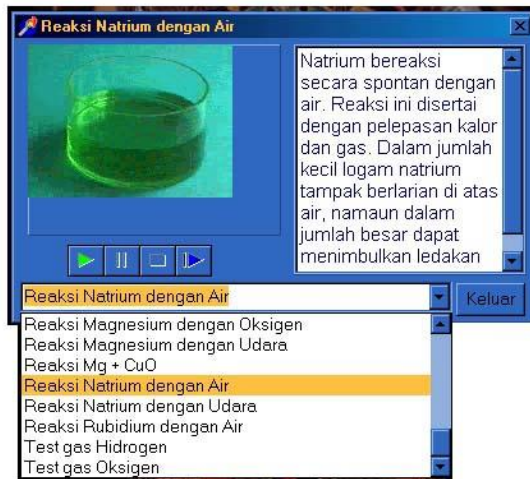 Reaksi Natrium dengan Air
Natrium bereaksi
secara spontan dengan
air. Reaksi ini disertai
dengan pelepasan kalor
dan gas. Dalam jumlah
kecil logam natrium
tampak berlarian di atas
air, namaun dalam
jumlah besar dapat
menimbulkan ledakan
Reaksi Natrium dengan Air
Keluar
Reaksi Magnesium dengan Oksigen
Reaksi Magnesium dengan Udara
Reaksi Mg + CuO
Reaksi Natrium dengan Air
Reaksi Natrium dengan Udara
Reaksi Rubidium dengan Air
Test gas Hidrogen
Test gas Oksigen